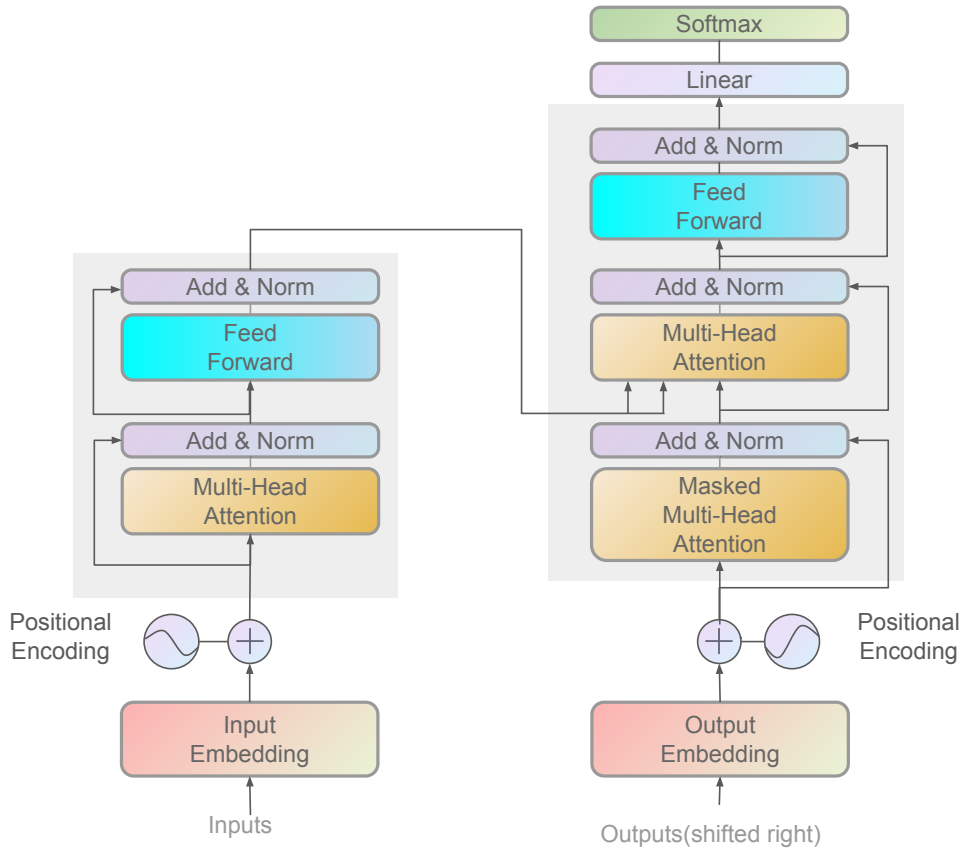 Softmax
Linear
Add & Norm
Feed
Forward
Add & Norm
Multi-Head
Attention
Add & Norm
Masked
Multi-Head
Attention
Positional
Encoding
Output
Embedding
Outputs(shifted right)
Add & Norm
Feed
Forward
Add & Norm
Multi-Head
Attention
Positional
Encoding
Input
Embedding
Inputs